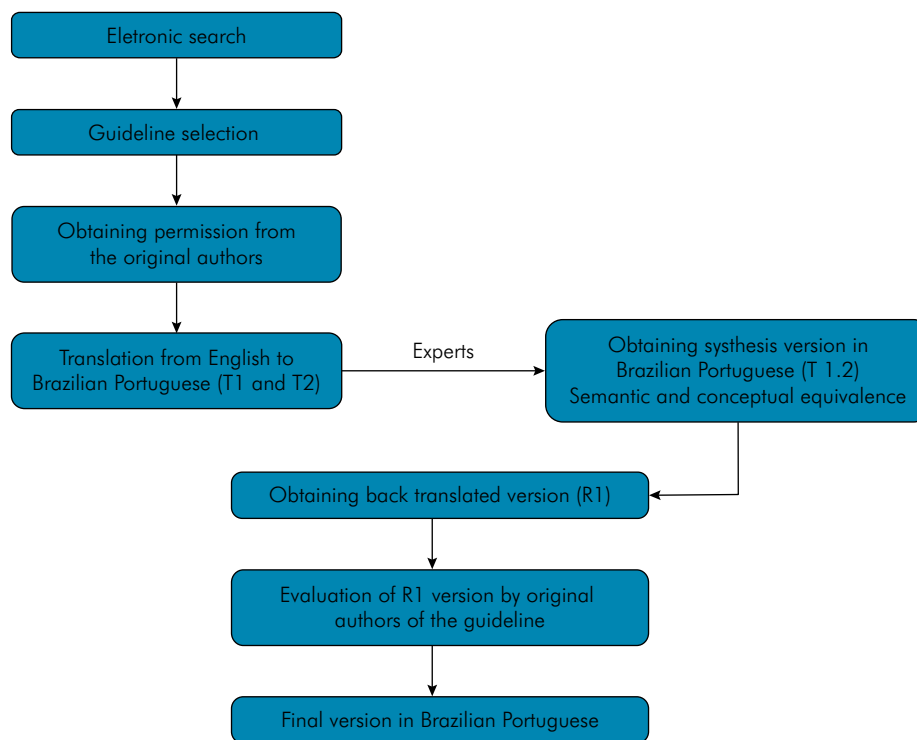 Eletronic search
Guideline selection
Obtaining permission from
the original authors
Translation from English to
Brazilian Portuguese (T1 and T2)
Experts
Obtaining systhesis version in
Brazilian Portuguese (T 1.2)
Semantic and conceptual equivalence
Obtaining back translated version (R1)
Evaluation of R1 version by original
authors of the guideline
Final version in Brazilian Portuguese